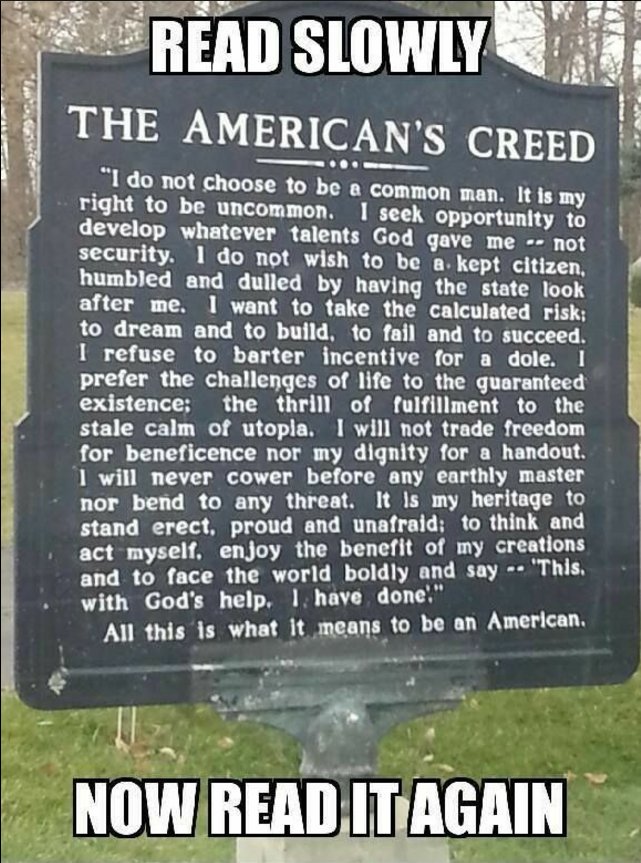 READ SLOWLY
THE AMERICAN'S CREED
"I do not choose to be a common man. It is my
right to be uncommon. I seek opportunity to
develop whatever talents God gave me -- not
security. I do not wish to be a kept citizen,
humbled and dulled by having the state look
after me. I want to take the calculated risk;
to dream and to build, to fail and to succeed.
I refuse to barter incentive for a dole. I
prefer the challenges of life to the guaranteed
existence; the thrill of fulfillment to the
stale calm of utopia. I will not trade freedom
for beneficence nor my dignity for a handout.
I will never cower before any earthly master
nor bend to any threat. It is my heritage to
stand erect, proud and unafraid; to think and
act myself, enjoy the benefit of my creations
and to face the world boldly and say -- 'This,
with God's help, I have done'."
All this is what it means to be an American.
NOW READ IT AGAIN